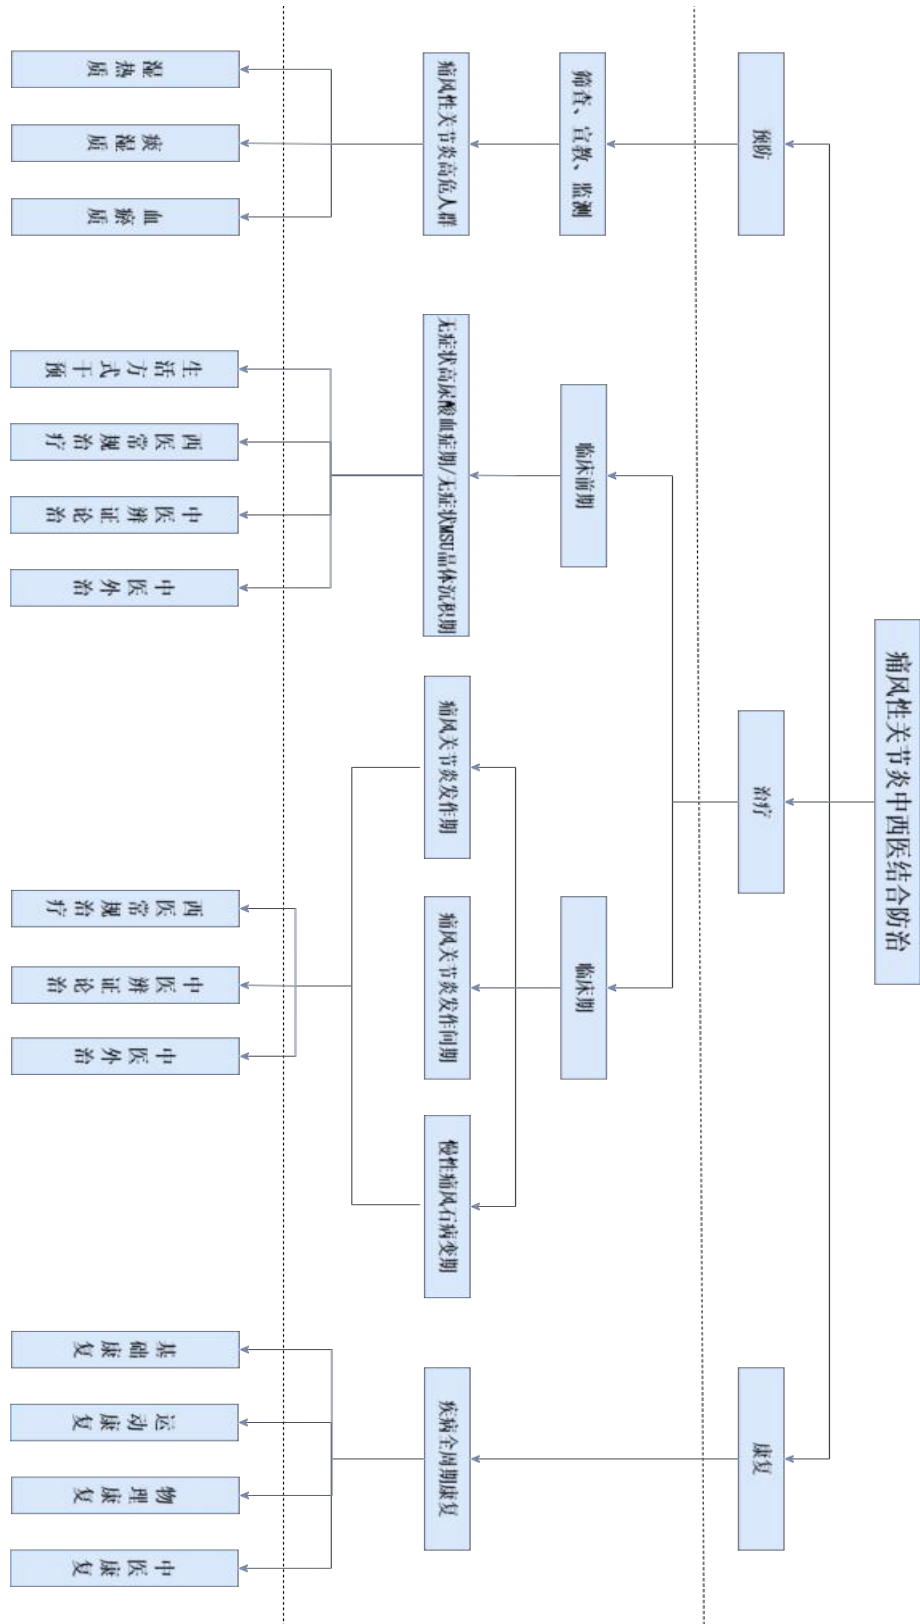 痛风性关节炎中西医结合防治
预防
治疗
康复
筛查、宣教、监测
临床前期
临床期
痛风性关节炎高危人群
无症状高尿酸血症期/无症状MSU晶体沉积期
痛风关节炎发作期
痛风关节炎发作间期
慢性痛风石病变期
疾病全周期康复
湿热质
痰湿质
血瘀质
生活方式干预
西医常规治疗
中医辨证论治
中医外治
西医常规治疗
中医辨证论治
中医外治
基础康复
运动康复
物理康复
中医康复